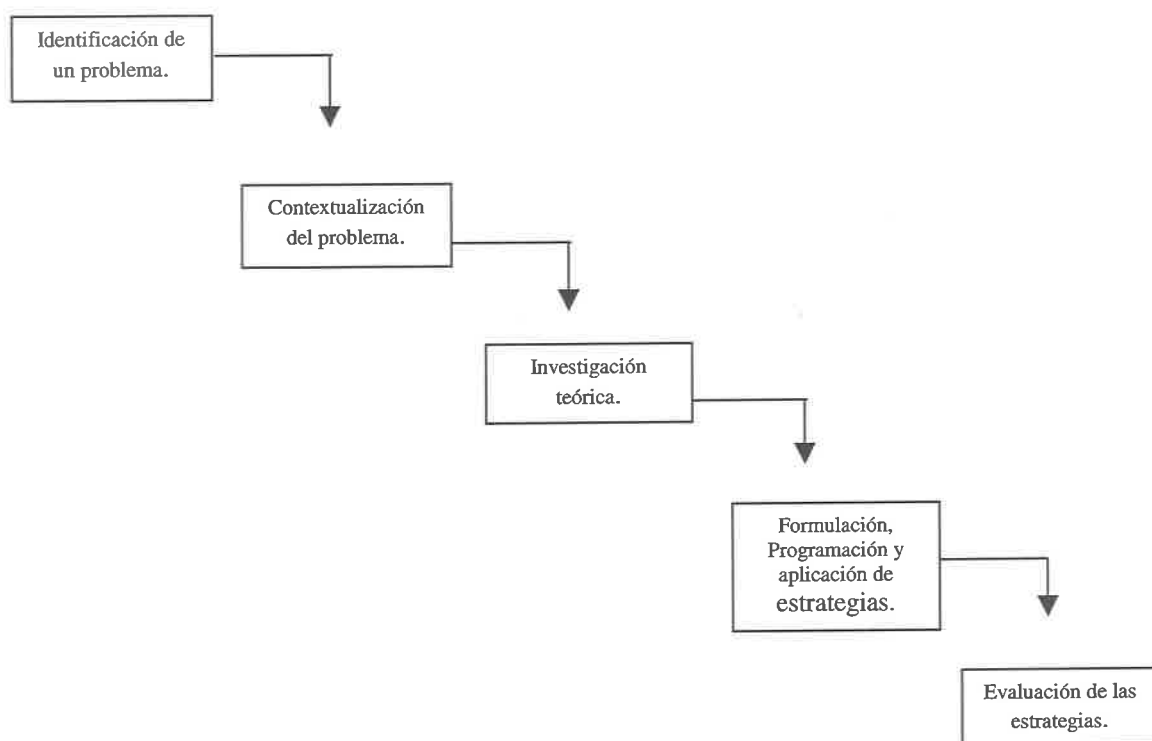 Identificación de
un problema.
Contextualización
del problema.
Investigación
teórica.
Formulación,
Programación y
aplicación de
estrategias.
Evaluación de las
estrategias.